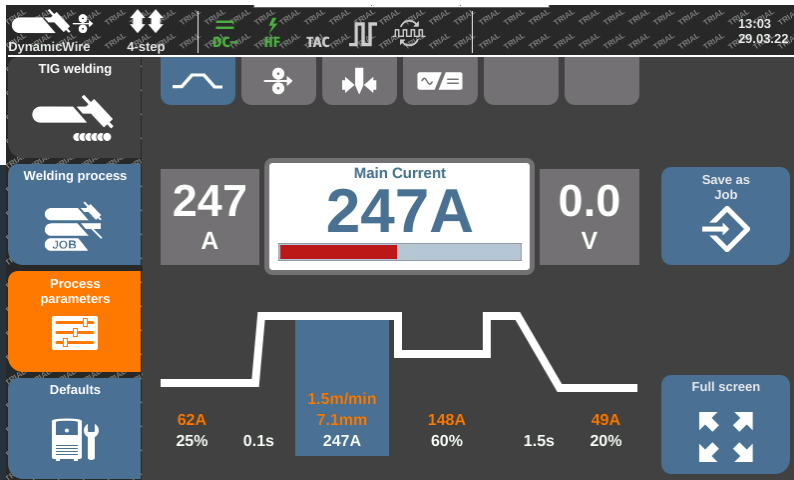 DynamicWire
4-step
DC-
HF
TAC
13:03
29.03.22
TIG welding
Welding process
JOB
Process
parameters
Defaults
247
A
Main Current
247A
0.0
V
Save as
Job
Full screen
1.5m/min
62A
7.1mm
148A
49A
25%
0.1s
247A
60%
1.5s
20%
TRIAL